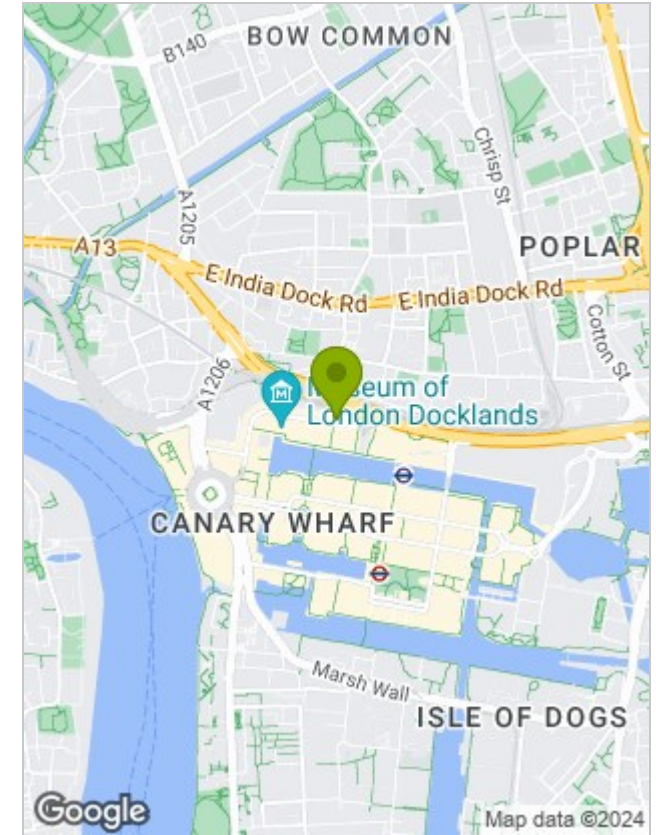 BOW COMMON
B140
Chrisp St
A1205
POPLAR
A13
E India Dock Rd
E India Dock Rd
Cotton St
A1206
Museum of
London Docklands
CANARY WHARF
Marsh Wall
ISLE OF DOGS
Google
Map data ©2024